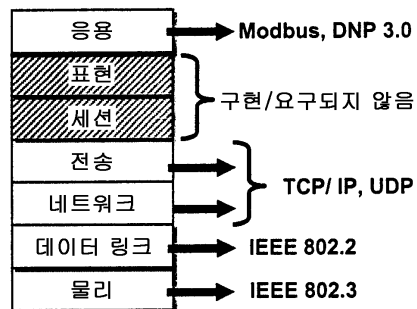 응용
Modbus, DNP 3.0
표현
세션
구현/요구되지 않음
전송
네트워크
TCP/ IP, UDP
데이터 링크
IEEE 802.2
물리
IEEE 802.3